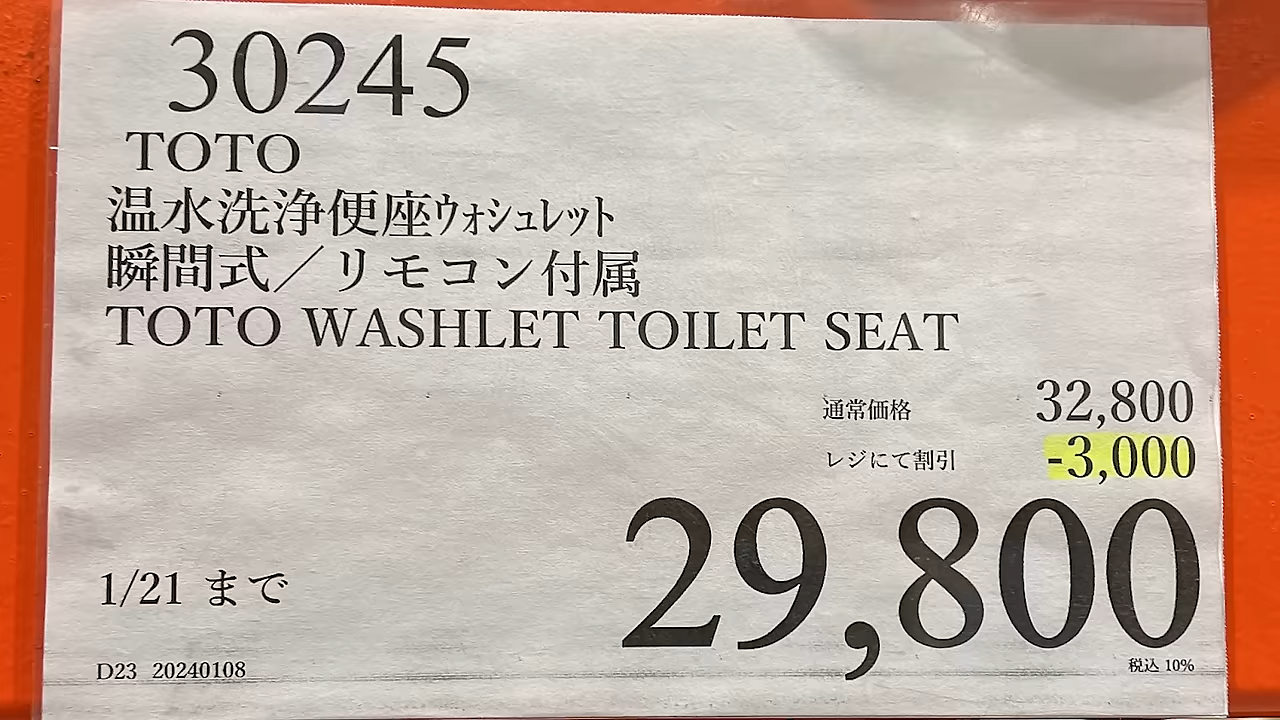 30245
TOTO
温水洗浄便座ｳｫｼｭﾚｯﾄ
瞬間式／リモコン付属
TOTO WASHLET TOILET SEAT
通常価格 32,800
レジにて割引 -3,000
29,800
1/21 まで
税込 10%
D23 20240108